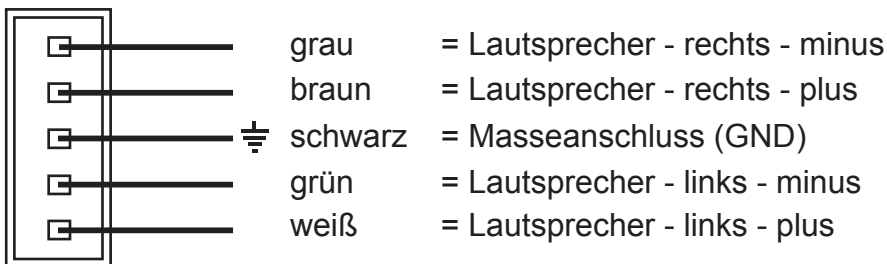 grau = Lautsprecher - rechts - minus
braun = Lautsprecher - rechts - plus
schwarz = Masseanschluss (GND)
grün = Lautsprecher - links - minus
weiß = Lautsprecher - links - plus